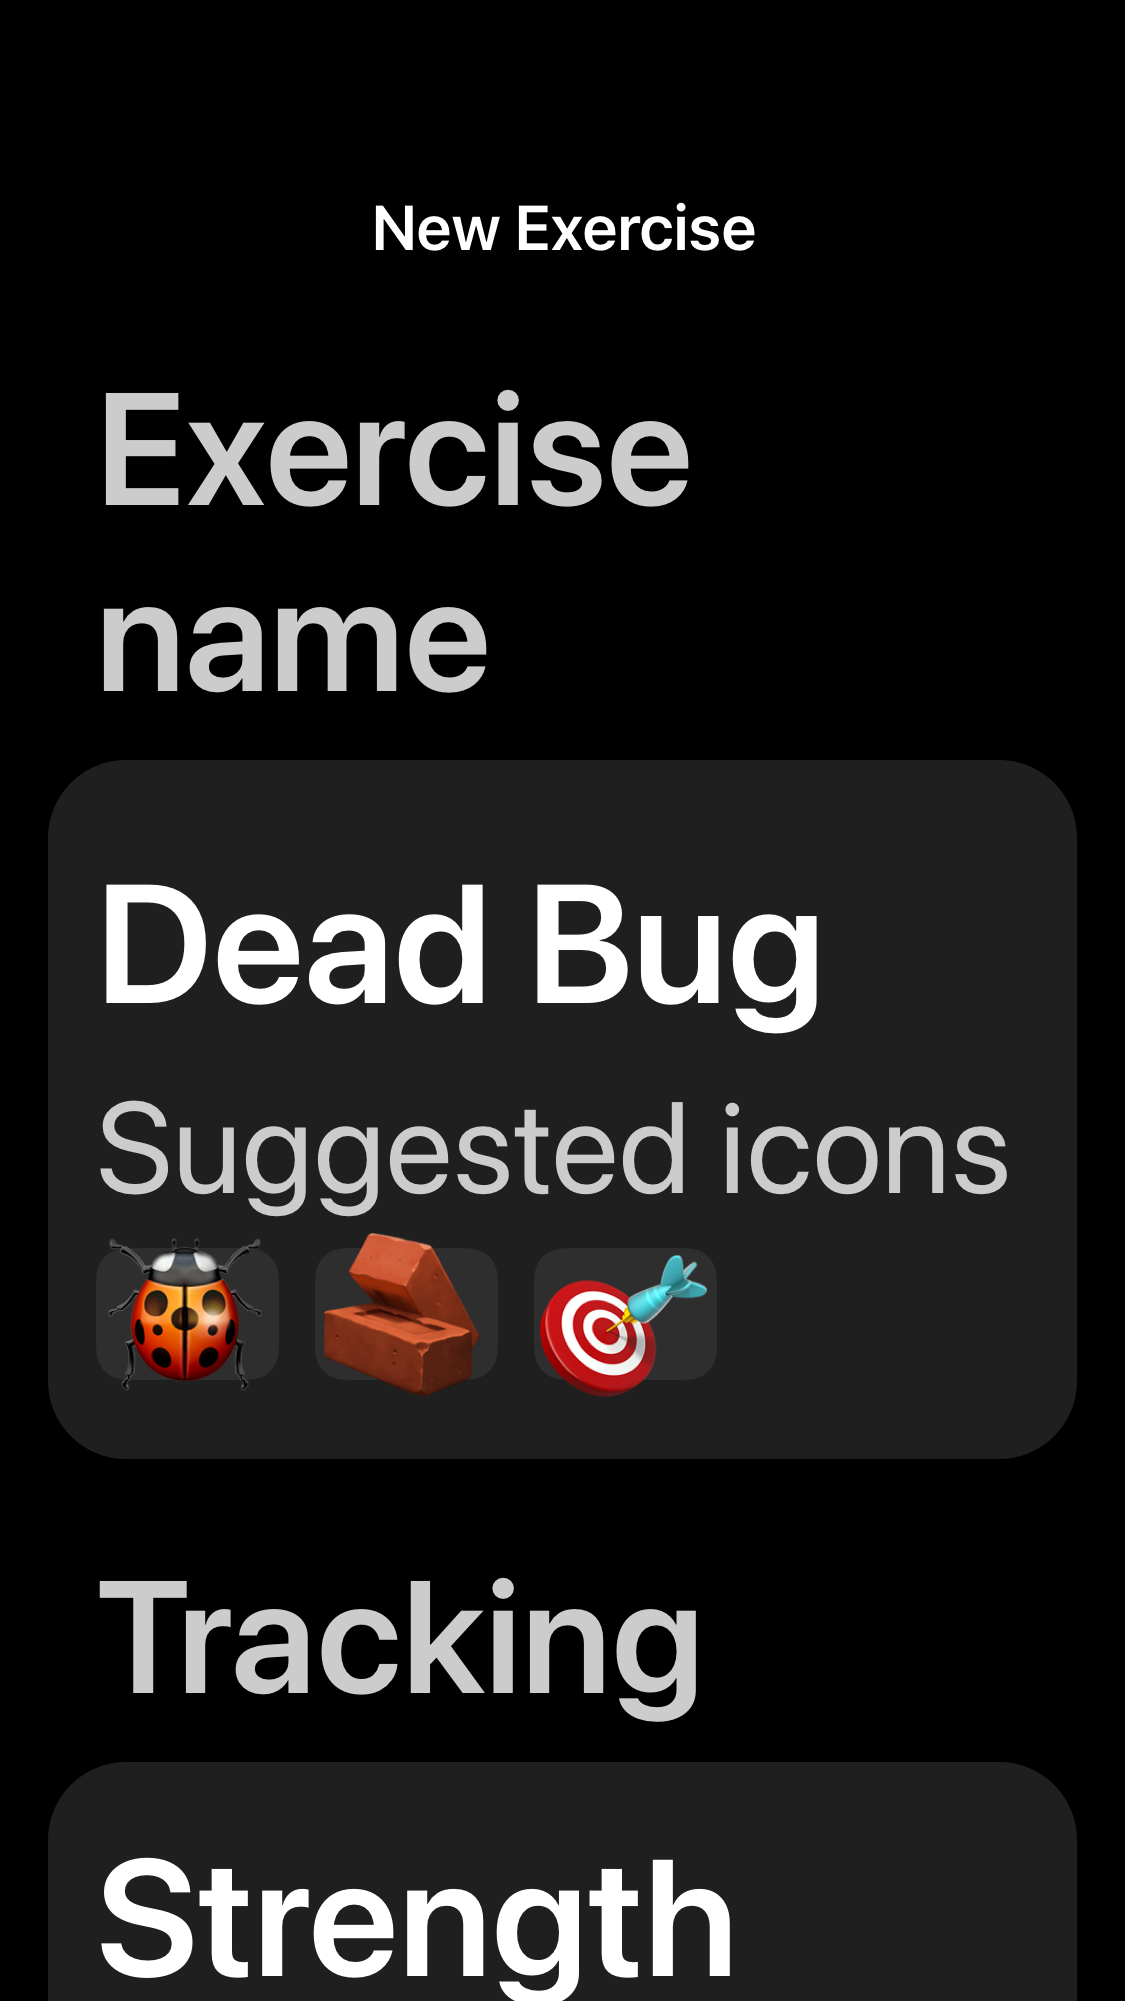 New Exercise
Exercise
name
Dead Bug
Suggested icons
Tracking
Strength